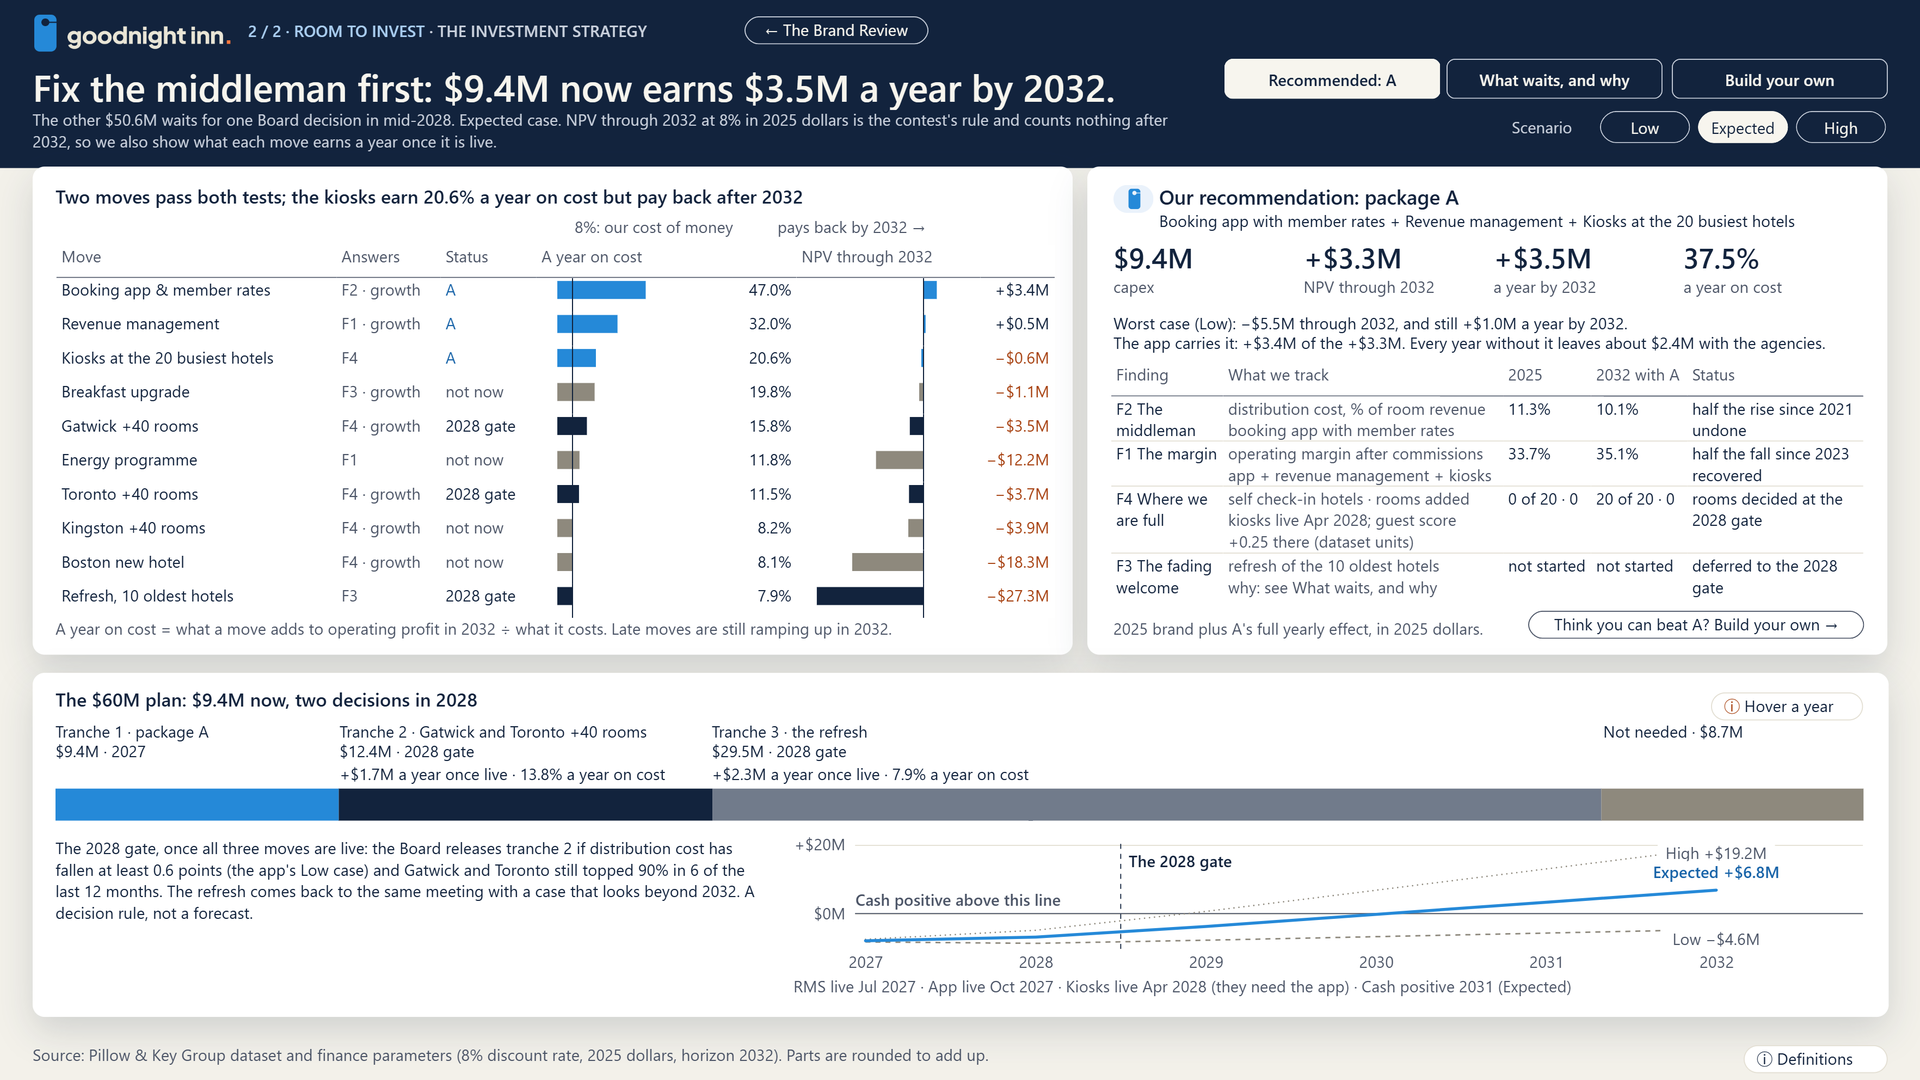 goodnight inn.
2 / 2 · ROOM TO INVEST · THE INVESTMENT STRATEGY
← The Brand Review
Fix the middleman first: $9.4M now earns $3.5M a year by 2032.
The other $50.6M waits for one Board decision in mid-2028. Expected case. NPV through 2032 at 8% in 2025 dollars is the contest's rule and counts nothing after
2032, so we also show what each move earns a year once it is live.
Recommended: A
What waits, and why
Build your own
Scenario
Low
Expected
High
Two moves pass both tests; the kiosks earn 20.6% a year on cost but pay back after 2032
8%: our cost of money
pays back by 2032 →
Move Answers Status A year on cost NPV through 2032
Booking app & member rates F2 · growth A 47.0% +$3.4M
Revenue management F1 · growth A 32.0% +$0.5M
Kiosks at the 20 busiest hotels F4 A 20.6% −$0.6M
Breakfast upgrade F3 · growth not now 19.8% −$1.1M
Gatwick +40 rooms F4 · growth 2028 gate 15.8% −$3.5M
Energy programme F1 not now 11.8% −$12.2M
Toronto +40 rooms F4 · growth 2028 gate 11.5% −$3.7M
Kingston +40 rooms F4 · growth not now 8.2% −$3.9M
Boston new hotel F4 · growth not now 8.1% −$18.3M
Refresh, 10 oldest hotels F3 2028 gate 7.9% −$27.3M
A year on cost = what a move adds to operating profit in 2032 ÷ what it costs. Late moves are still ramping up in 2032.
Our recommendation: package A
Booking app with member rates + Revenue management + Kiosks at the 20 busiest hotels
$9.4M +$3.3M +$3.5M 37.5%
capex NPV through 2032 a year by 2032 a year on cost
Worst case (Low): −$5.5M through 2032, and still +$1.0M a year by 2032.
The app carries it: +$3.4M of the +$3.3M. Every year without it leaves about $2.4M with the agencies.
Finding What we track 2025 2032 with A Status
F2 The distribution cost, % of room revenue 11.3% 10.1% half the rise since 2021
middleman booking app with member rates undone
F1 The margin operating margin after commissions 33.7% 35.1% half the fall since 2023
app + revenue management + kiosks recovered
F4 Where we self check-in hotels · rooms added 0 of 20 · 0 20 of 20 · 0 rooms decided at the
are full kiosks live Apr 2028; guest score 2028 gate
+0.25 there (dataset units)
F3 The fading refresh of the 10 oldest hotels not started not started deferred to the 2028
welcome why: see What waits, and why gate
2025 brand plus A's full yearly effect, in 2025 dollars.
Think you can beat A? Build your own →
The $60M plan: $9.4M now, two decisions in 2028
ⓘ Hover a year
Tranche 1 · package A
$9.4M · 2027
Tranche 2 · Gatwick and Toronto +40 rooms
$12.4M · 2028 gate
+$1.7M a year once live · 13.8% a year on cost
Tranche 3 · the refresh
$29.5M · 2028 gate
+$2.3M a year once live · 7.9% a year on cost
Not needed · $8.7M
The 2028 gate, once all three moves are live: the Board releases tranche 2 if distribution cost has
fallen at least 0.6 points (the app's Low case) and Gatwick and Toronto still topped 90% in 6 of the
last 12 months. The refresh comes back to the same meeting with a case that looks beyond 2032. A
decision rule, not a forecast.
+$20M
The 2028 gate
High +$19.2M
Expected +$6.8M
Cash positive above this line
$0M
Low −$4.6M
2027 2028 2029 2030 2031 2032
RMS live Jul 2027 · App live Oct 2027 · Kiosks live Apr 2028 (they need the app) · Cash positive 2031 (Expected)
Source: Pillow & Key Group dataset and finance parameters (8% discount rate, 2025 dollars, horizon 2032). Parts are rounded to add up.
ⓘ Definitions